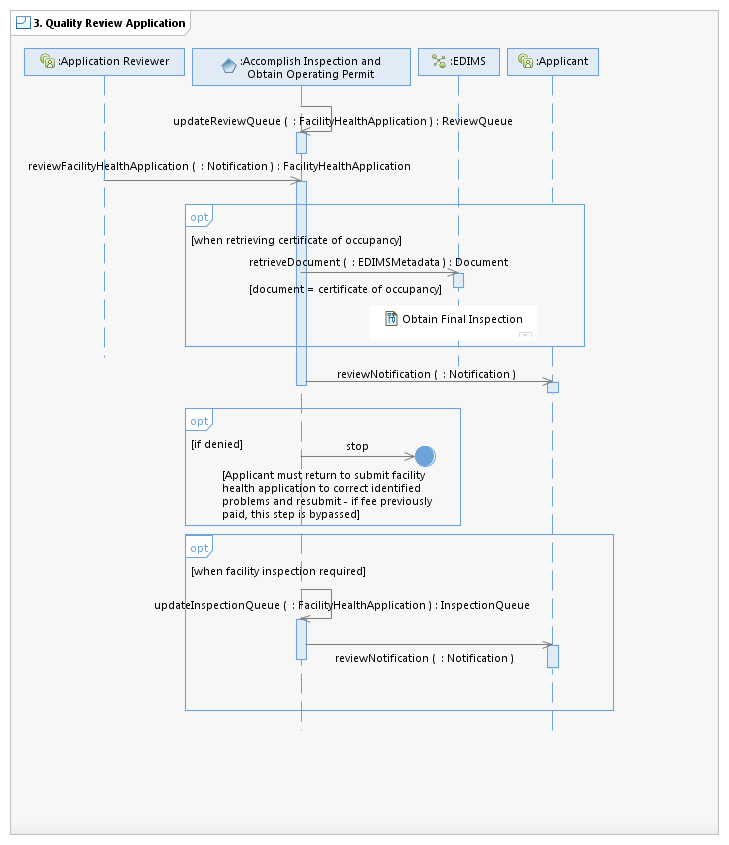 3. Quality Review Application
:Application Reviewer
:Accomplish Inspection and
Obtain Operating Permit
:EDIMS
:Applicant
updateReviewQueue ( : FacilityHealthApplication ) : ReviewQueue
reviewFacilityHealthApplication ( : Notification ) : FacilityHealthApplication
opt
[when retrieving certificate of occupancy]
retrieveDocument ( : EDIMSMetadata ) : Document
[document = certificate of occupancy]
Obtain Final Inspection
reviewNotification ( : Notification )
opt
[if denied]
stop
[Applicant must return to submit facility
health application to correct identified
problems and resubmit - if fee previously
paid, this step is bypassed]
opt
[when facility inspection required]
updateInspectionQueue ( : FacilityHealthApplication ) : InspectionQueue
reviewNotification ( : Notification )